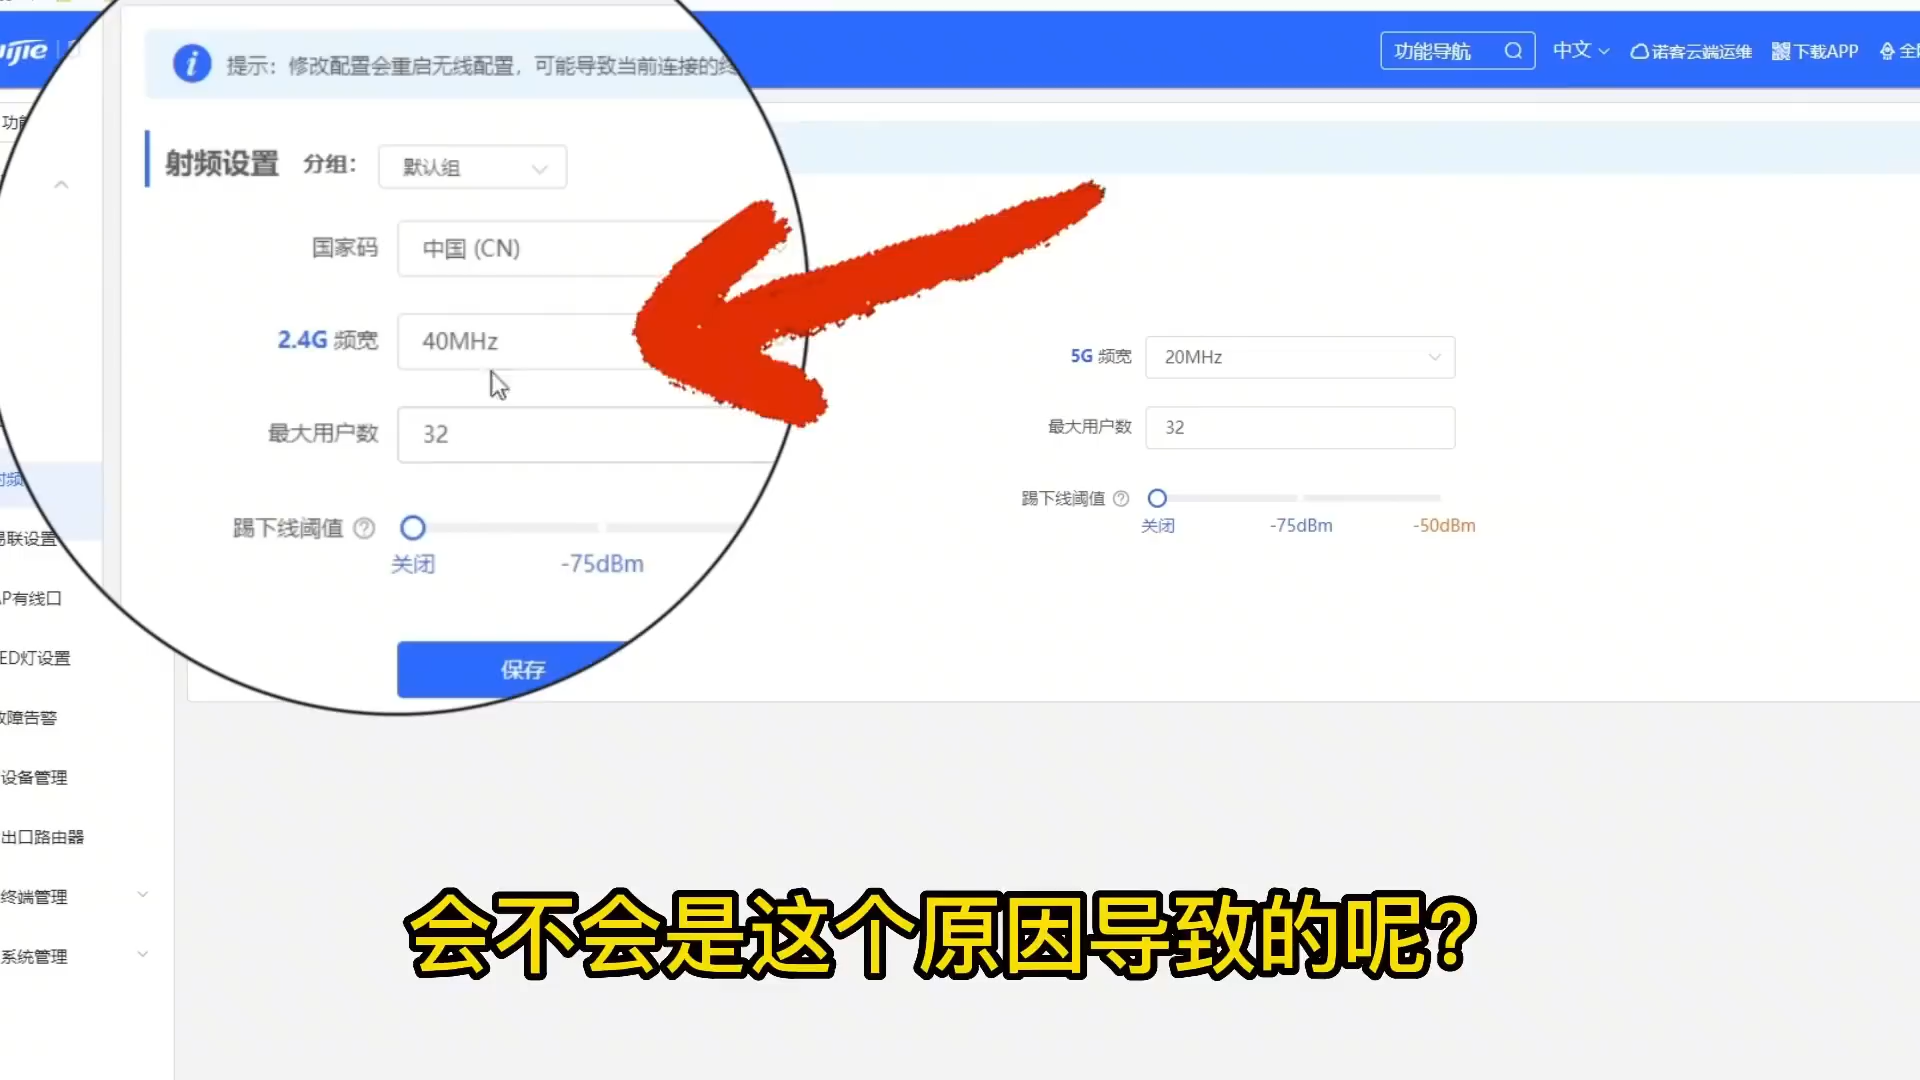 功能导航
中文
诺客云端运维
下载APP
提示：修改配置会重启无线配置，可能导致当前连接的
射频设置
分组：
默认组
国家码
中国 (CN)
2.4G 频宽
40MHz
5G 频宽
20MHz
最大用户数
32
最大用户数
32
踢下线阈值
关闭
-75dBm
踢下线阈值
关闭
-75dBm
-50dBm
保存
P有线口
ED灯设置
障告警
设备管理
出口路由器
终端管理
系统管理
会不会是这个原因导致的呢?